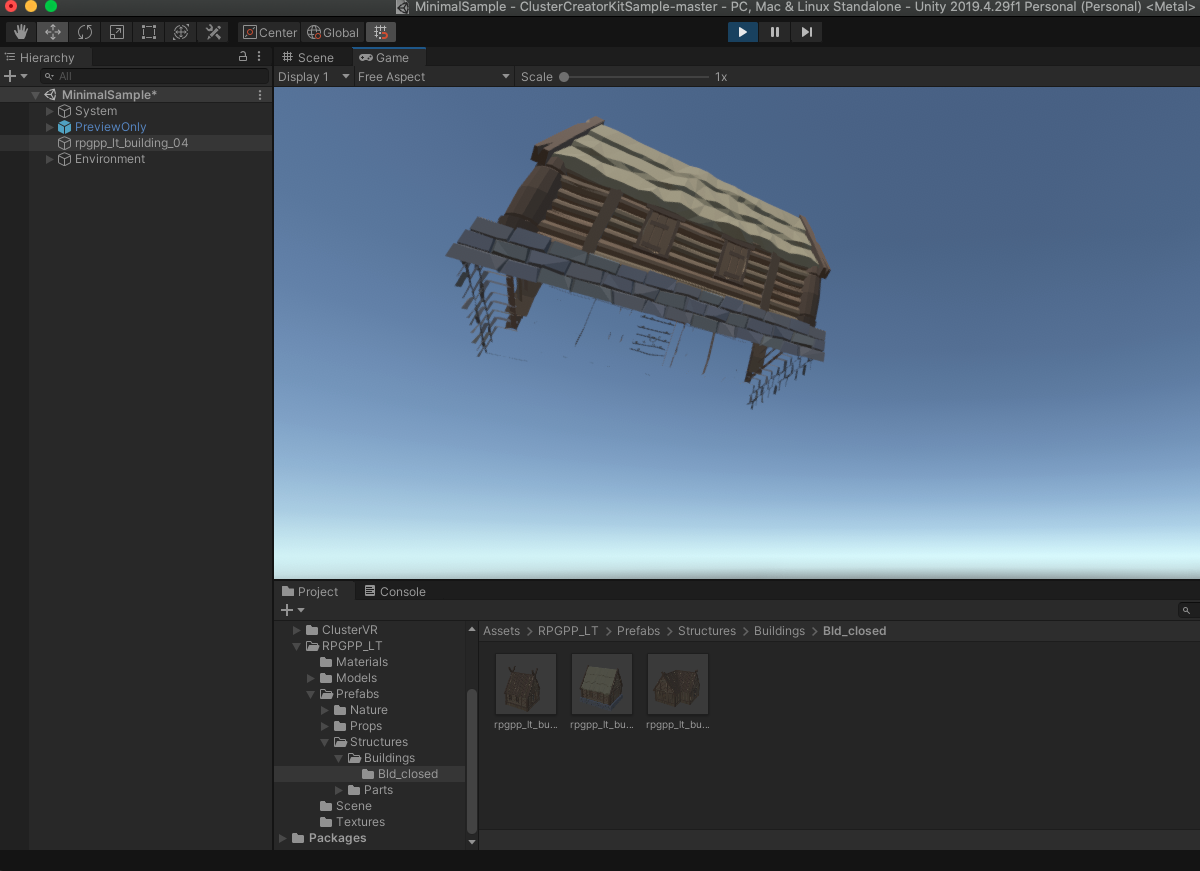 MinimalSample - ClusterCreatorKitSample-master - PC, Mac & Linux Standalone - Unity 2019.4.29f1 Personal (Personal) <Metal>
Center Global
Hierarchy
All
MinimalSample*
System
PreviewOnly
rpgpp_lt_building_04
Environment
Scene Game
Display 1 Free Aspect Scale 1x
Project Console
ClusterVR
RPGPP_LT
Materials
Models
Prefabs
Nature
Props
Structures
Buildings
Bld_closed
Parts
Scene
Textures
Packages
Assets > RPGPP_LT > Prefabs > Structures > Buildings > Bld_closed
rpgpp_lt_bu... rpgpp_lt_bu... rpgpp_lt_bu...